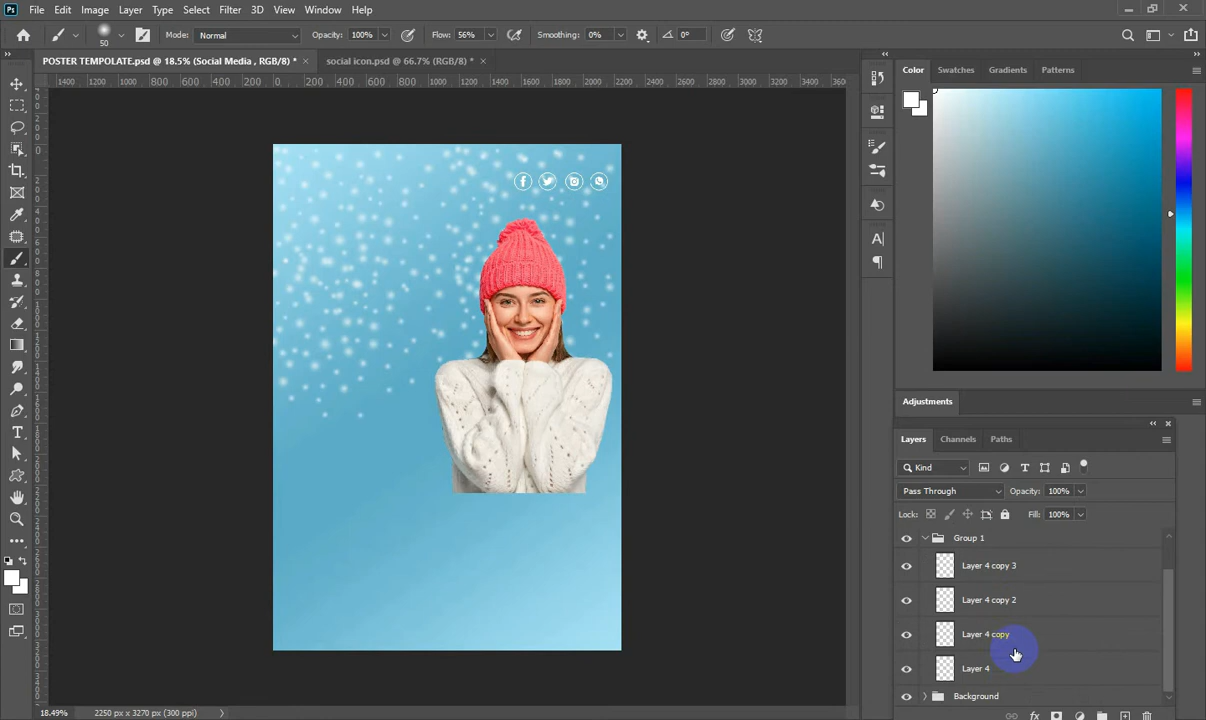 Ps File Edit Image Layer Type Select Filter 3D View Window Help
50 Mode: Normal Opacity: 100% Flow: 56% Smoothing: 0% 0°
POSTER TEMPOLATE.psd @ 18.5% (Social Media , RGB/8) * × social icon.psd @ 66.7% (RGB/8) * ×
1400 1200 1000 800 600 400 200 0 200 400 600 800 1000 1200 1400 1600 1800 2000 2200 2400 2600 2800 3000 3200 3400 3600
Color Swatches Gradients Patterns
Adjustments
Layers Channels Paths
Kind
Pass Through Opacity: 100%
Lock: Fill: 100%
Group 1
Layer 4 copy 3
Layer 4 copy 2
Layer 4 copy
Layer 4
Background
18.49% 2250 px x 3270 px (300 ppi)